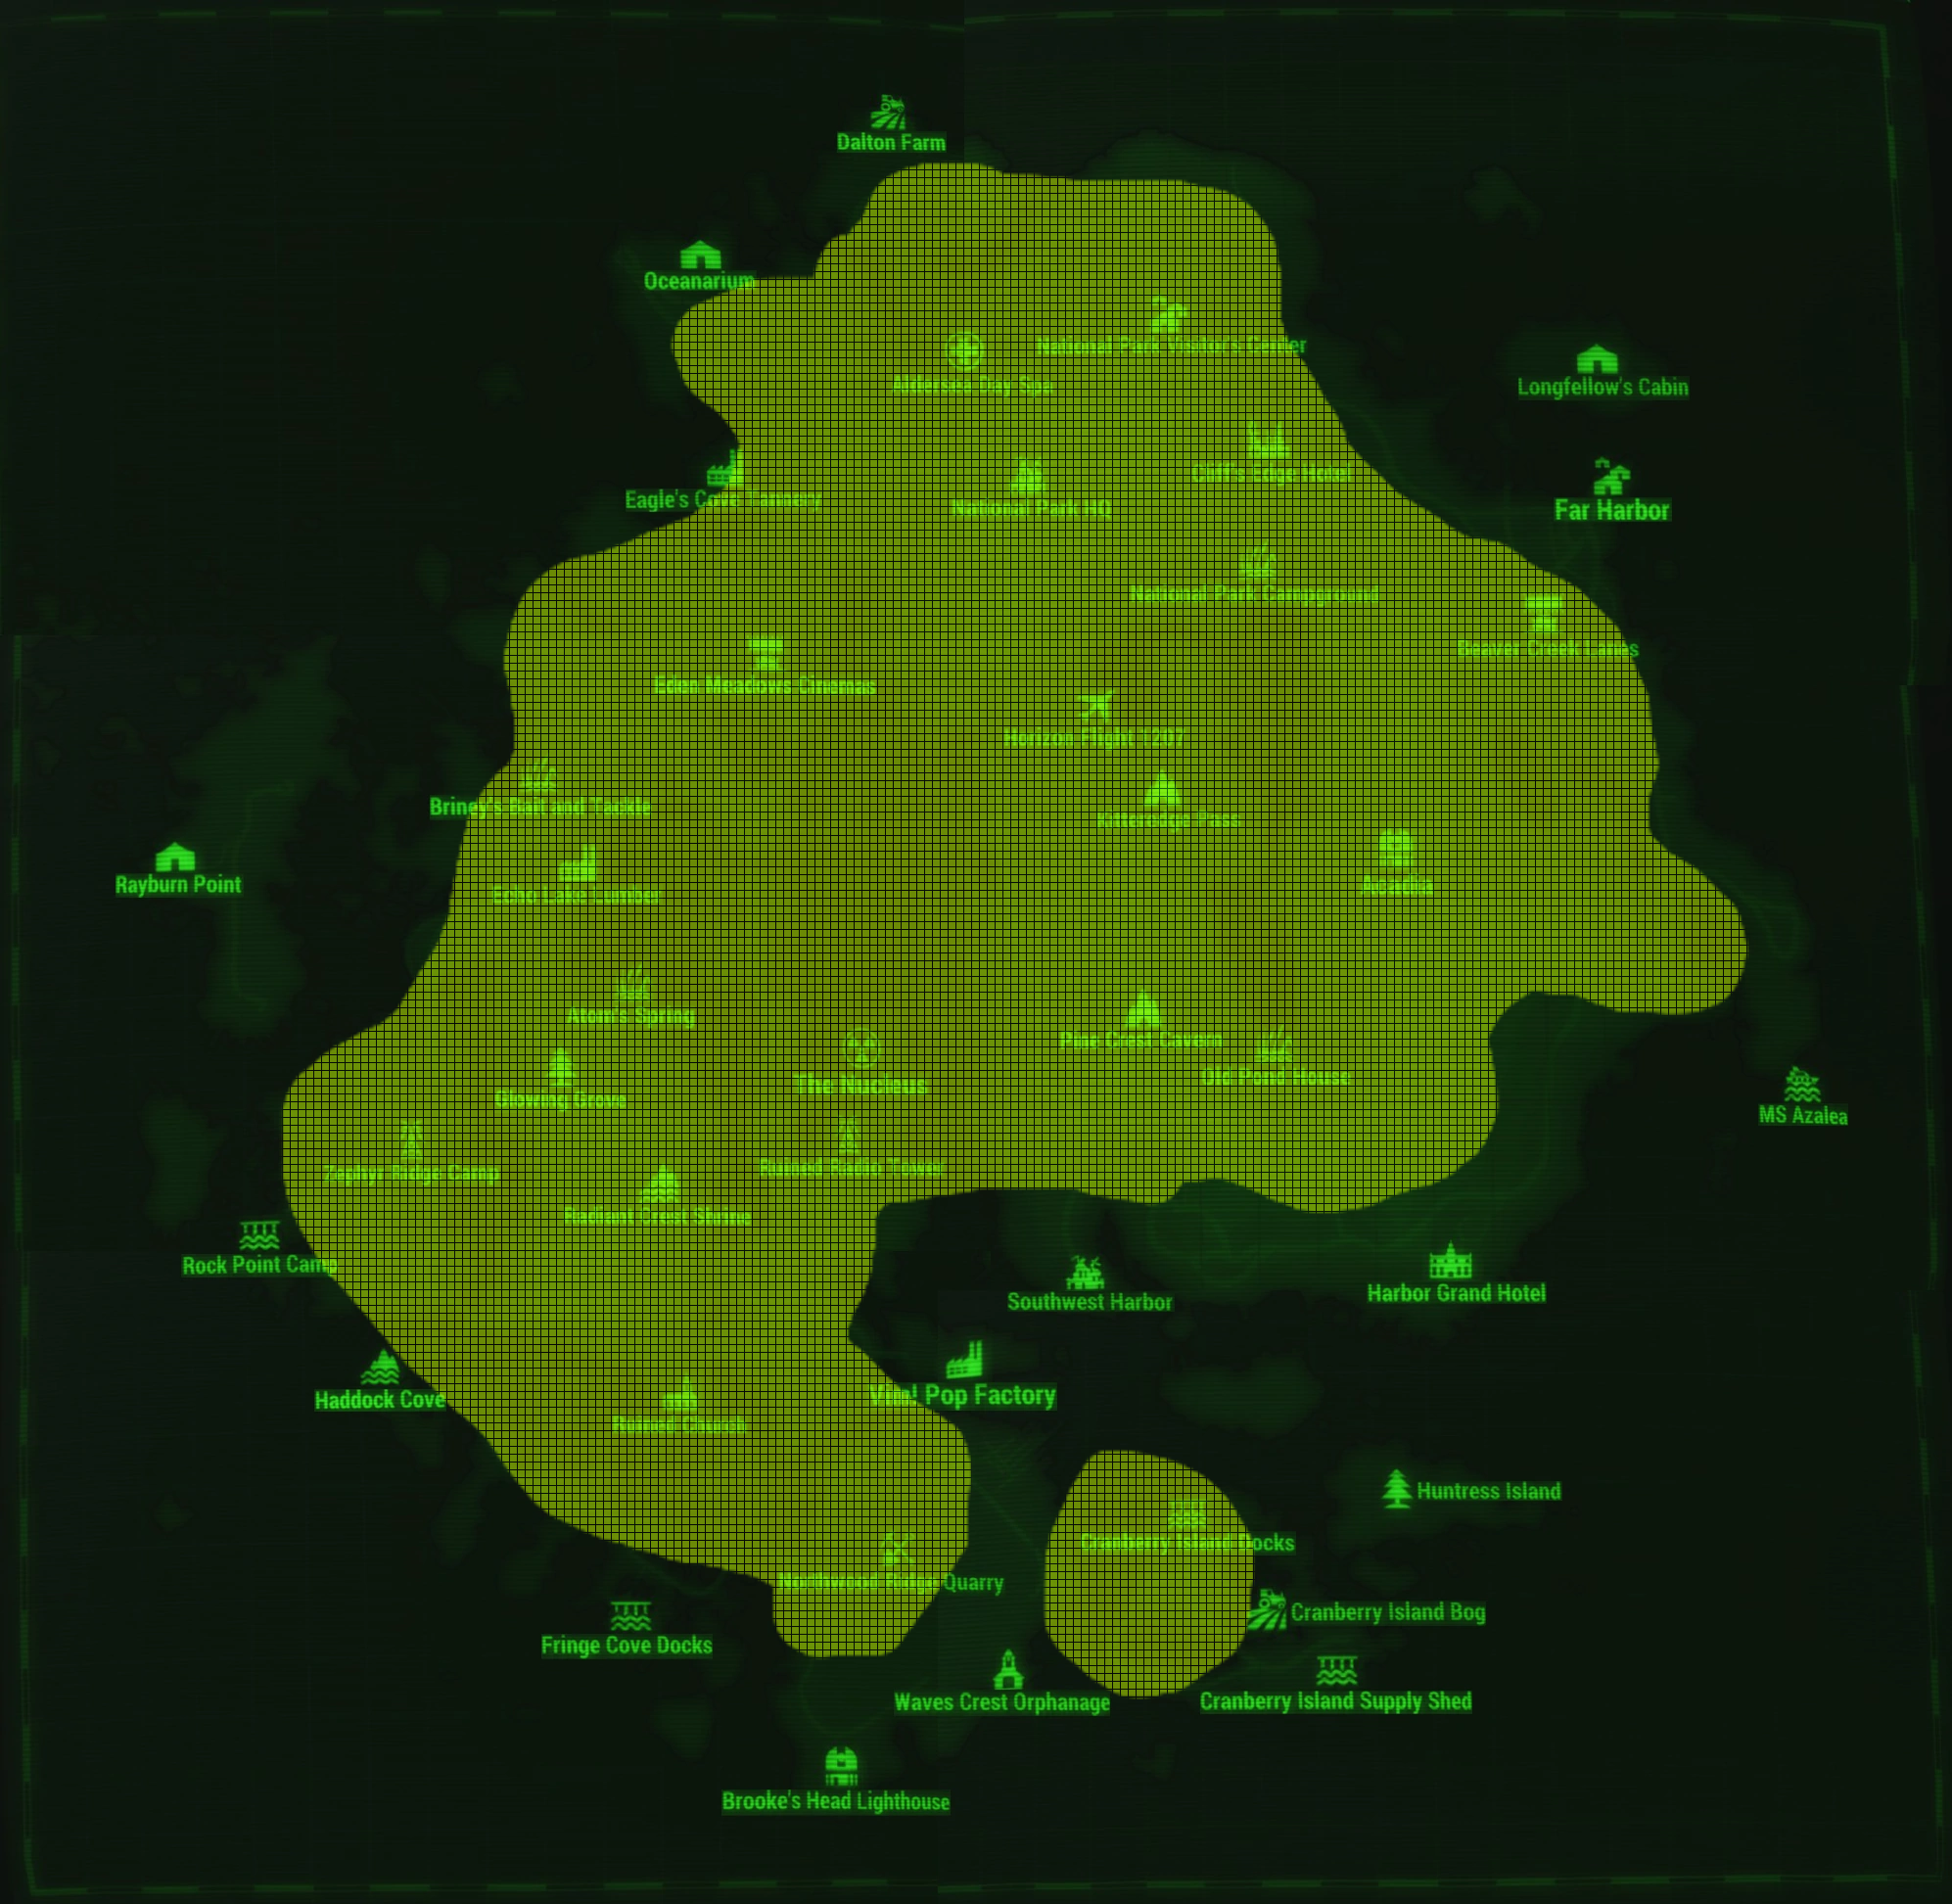 Dalton Farm
Oceanarium
National Park Visitor's Center
Aldersea Day Spa
Longfellow's Cabin
Cliff's Edge Hotel
Eagle's Cove Tannery
National Park HQ
Far Harbor
National Park Campground
Beaver Creek Lanes
Eden Meadows Cinemas
Horizon Flight 1207
Briney's Bait and Tackle
Kitteredge Pass
Rayburn Point
Acadia
Echo Lake Lumber
Atom's Spring
Pine Crest Cavern
Old Pond House
The Nucleus
Glowing Grove
MS Azalea
Ruined Radio Tower
Zephyr Ridge Camp
Radiant Crest Shrine
Rock Point Camp
Harbor Grand Hotel
Southwest Harbor
Vim! Pop Factory
Haddock Cove
Ruined Church
Huntress Island
Cranberry Island Docks
Northwood Ridge Quarry
Cranberry Island Bog
Fringe Cove Docks
Waves Crest Orphanage
Cranberry Island Supply Shed
Brooke's Head Lighthouse